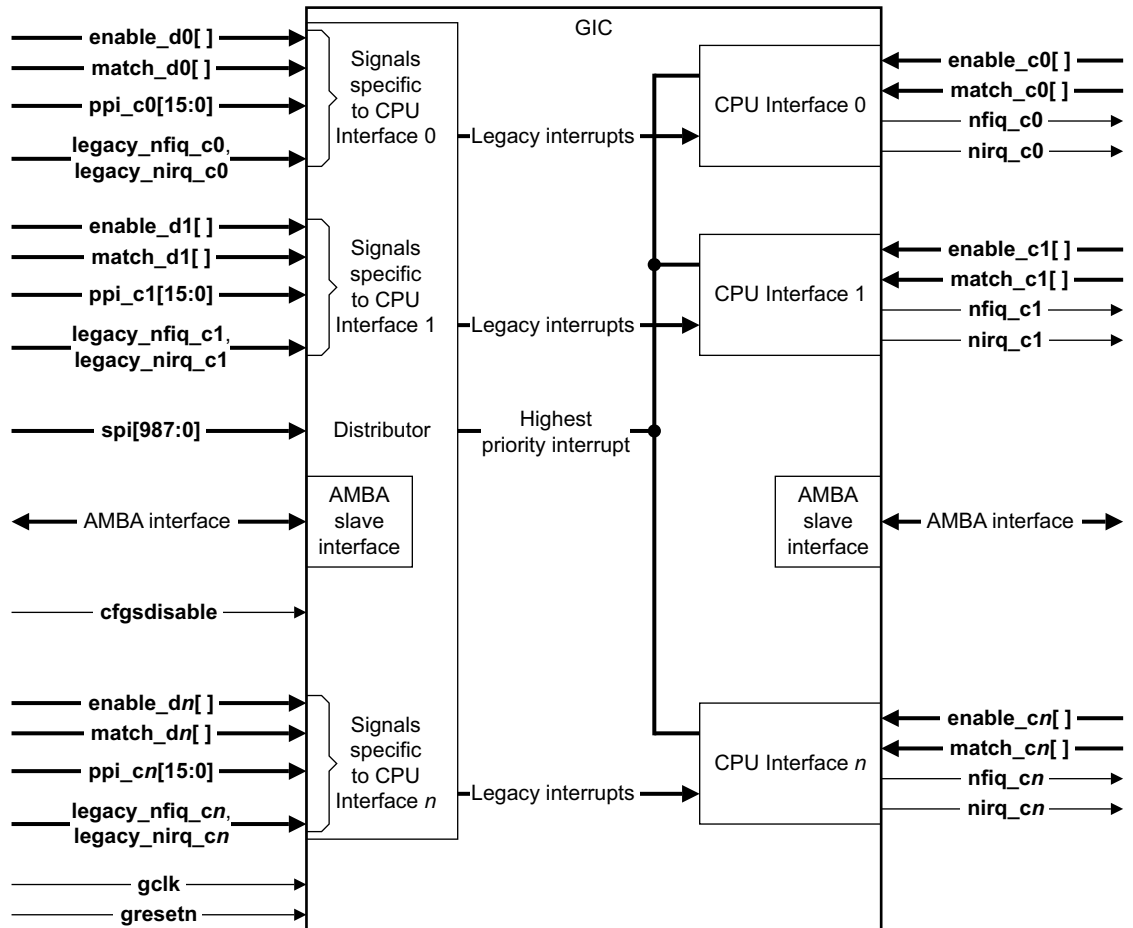 GIC
enable_d0[ ]
match_d0[ ]
ppi_c0[15:0]
legacy_nfiq_c0,
legacy_nirq_c0
Signals
specific
to CPU
Interface 0
Legacy interrupts
CPU Interface 0
enable_c0[ ]
match_c0[ ]
nfiq_c0
nirq_c0
enable_d1[ ]
match_d1[ ]
ppi_c1[15:0]
legacy_nfiq_c1,
legacy_nirq_c1
Signals
specific
to CPU
Interface 1
Legacy interrupts
CPU Interface 1
enable_c1[ ]
match_c1[ ]
nfiq_c1
nirq_c1
spi[987:0]
Distributor
Highest
priority interrupt
AMBA interface
AMBA
slave
interface
AMBA
slave
interface
AMBA interface
cfgsdisable
enable_dn[ ]
match_dn[ ]
ppi_cn[15:0]
legacy_nfiq_cn,
legacy_nirq_cn
Signals
specific
to CPU
Interface n
Legacy interrupts
CPU Interface n
enable_cn[ ]
match_cn[ ]
nfiq_cn
nirq_cn
gclk
gresetn